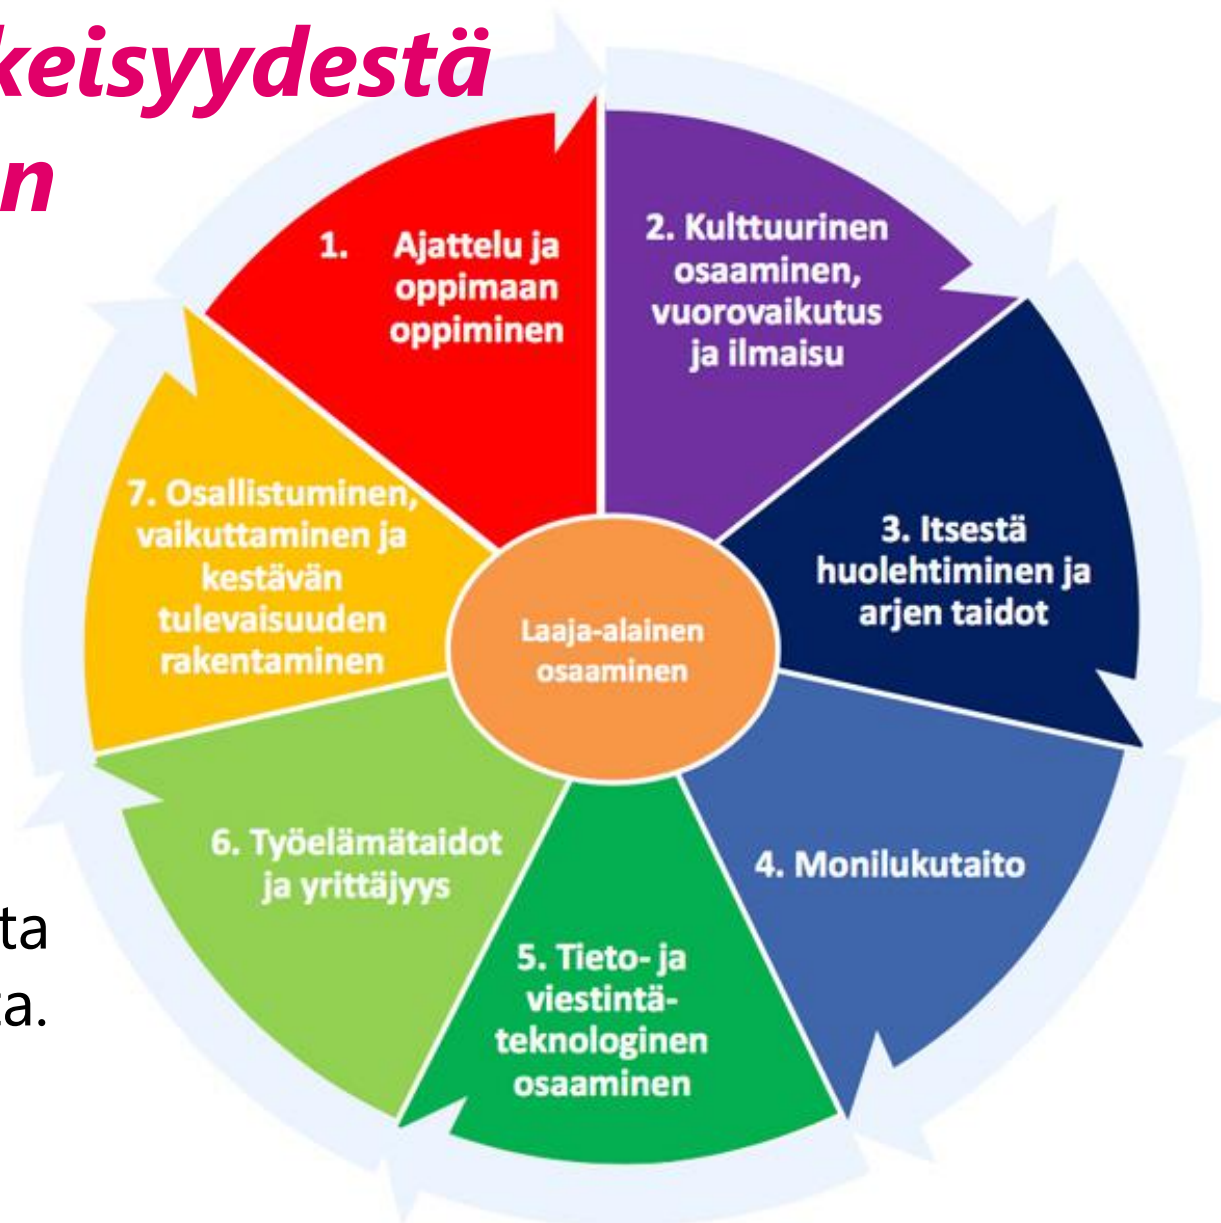 keisyydestä
n
1. Ajattelu ja
oppimaan
oppiminen
2. Kulttuurinen
osaaminen,
vuorovaikutus
ja ilmaisu
3. Itsestä
huolehtiminen ja
arjen taidot
4. Monilukutaito
5. Tieto- ja
viestintä-
teknologinen
osaaminen
6. Työelämätaidot
ja yrittäjyys
7. Osallistuminen,
vaikuttaminen ja
kestävän
tulevaisuuden
rakentaminen
Laaja-alainen
osaaminen
ta
a.